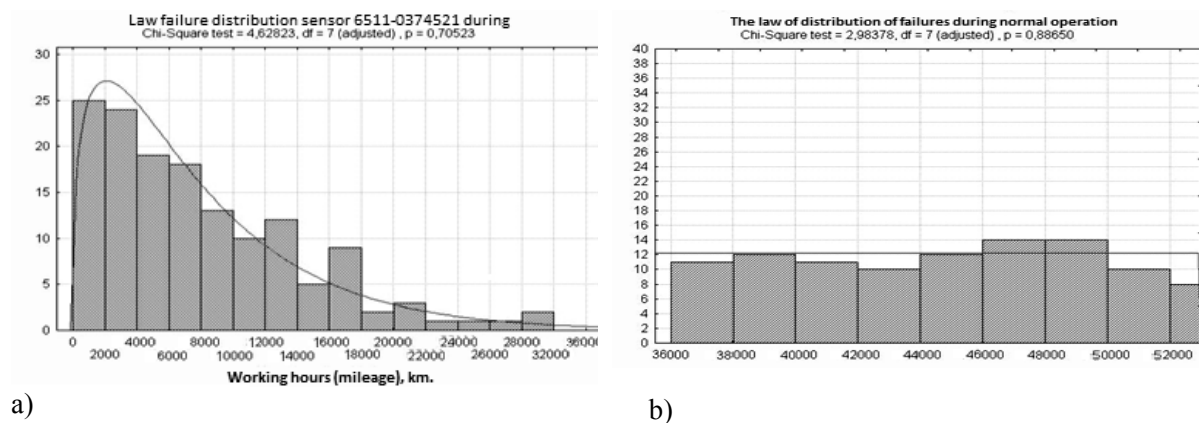 Law failure distribution sensor 6511-0374521 during
Chi-Square test = 4,62823, df = 7 (adjusted) , p = 0,70523
30
25
20
15
10
5
0
0 4000 8000 12000 16000 20000 24000 28000
2000 6000 10000 14000 18000 22000 26000 32000
Working hours (mileage), km.
a)
The law of distribution of failures during normal operation
Chi-Square test = 2,98378, df = 7 (adjusted) , p = 0,88650
40
38
36
34
32
30
28
26
24
22
20
18
16
14
12
10
8
6
4
2
0
36000 38000 40000 42000 44000 46000 48000 50000 52000
b)